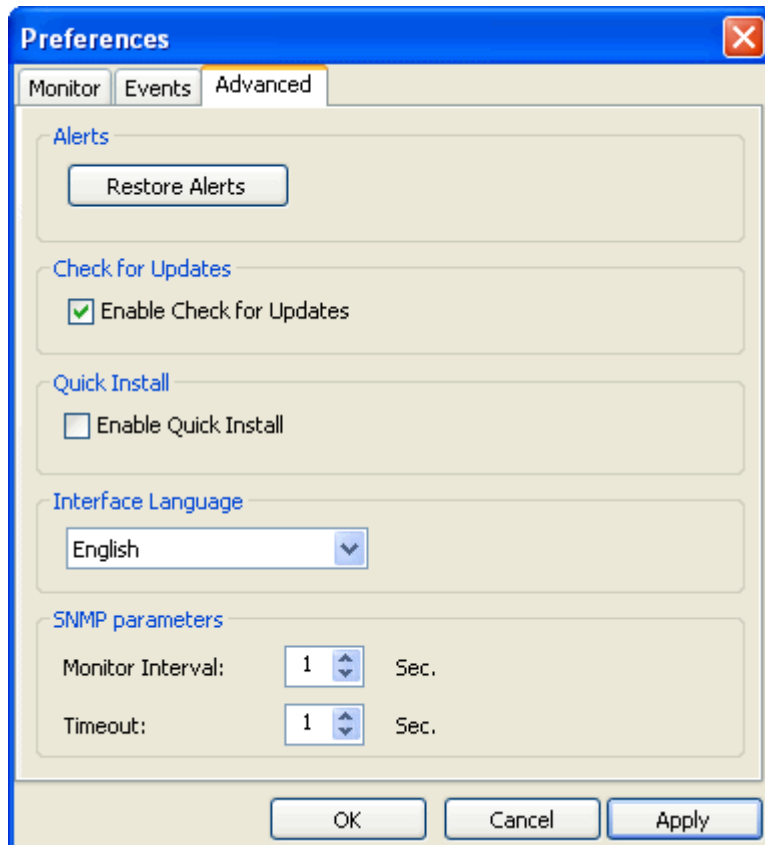 Preferences
Monitor Events Advanced
Alerts
Restore Alerts
Check for Updates
Enable Check for Updates
Quick Install
Enable Quick Install
Interface Language
English
SNMP parameters
Monitor Interval: 1 Sec.
Timeout: 1 Sec.
OK Cancel Apply